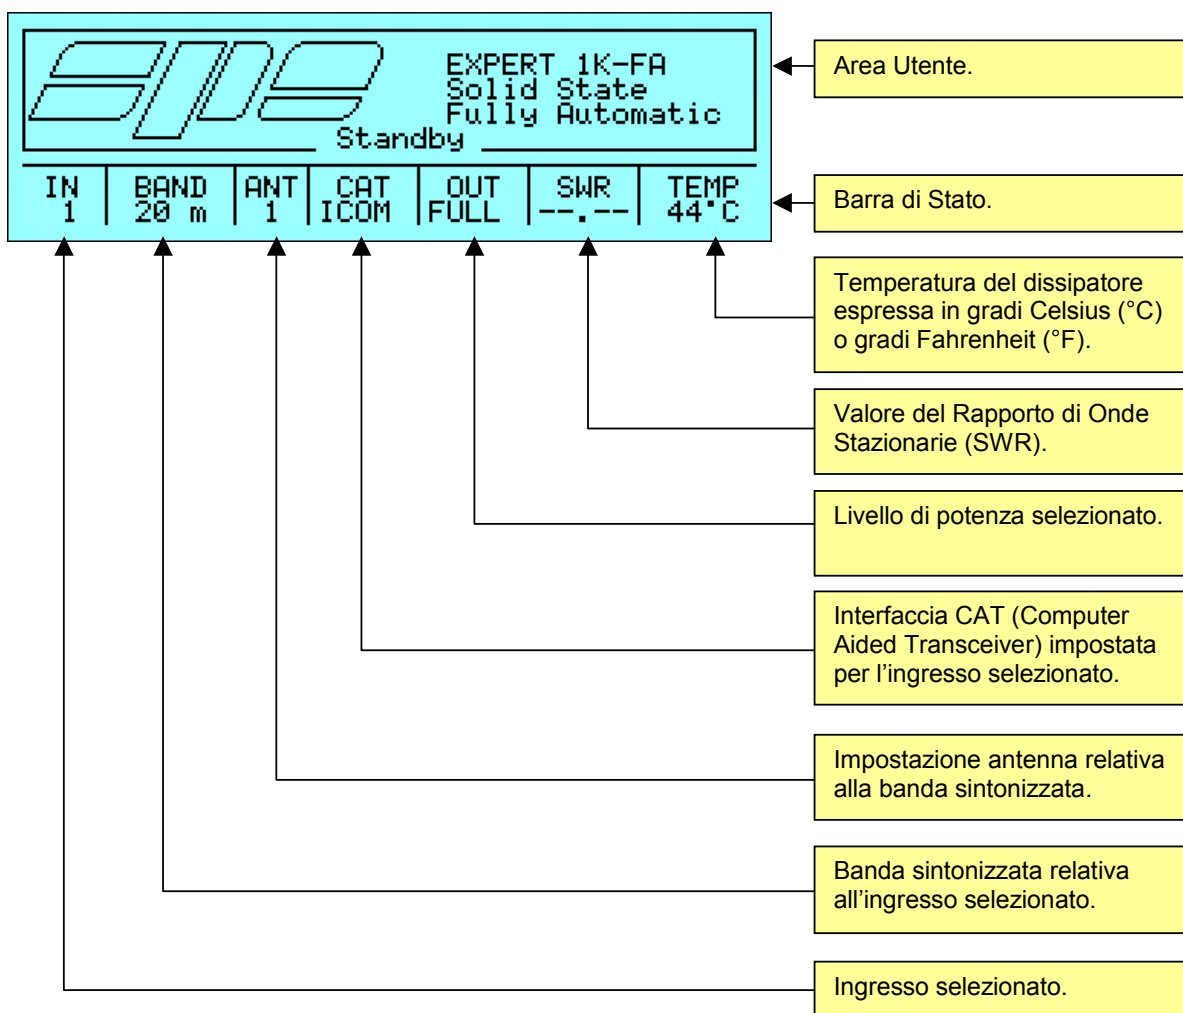 spe
EXPERT 1K-FA
Solid State
Fully Automatic
Standby
IN BAND ANT CAT OUT SWR TEMP
1 20 m 1 ICOM FULL --.-- 44°C
Area Utente.
Barra di Stato.
Temperatura del dissipatore
espressa in gradi Celsius (°C)
o gradi Fahrenheit (°F).
Valore del Rapporto di Onde
Stazionarie (SWR).
Livello di potenza selezionato.
Interfaccia CAT (Computer
Aided Transceiver) impostata
per l’ingresso selezionato.
Impostazione antenna relativa
alla banda sintonizzata.
Banda sintonizzata relativa
all’ingresso selezionato.
Ingresso selezionato.